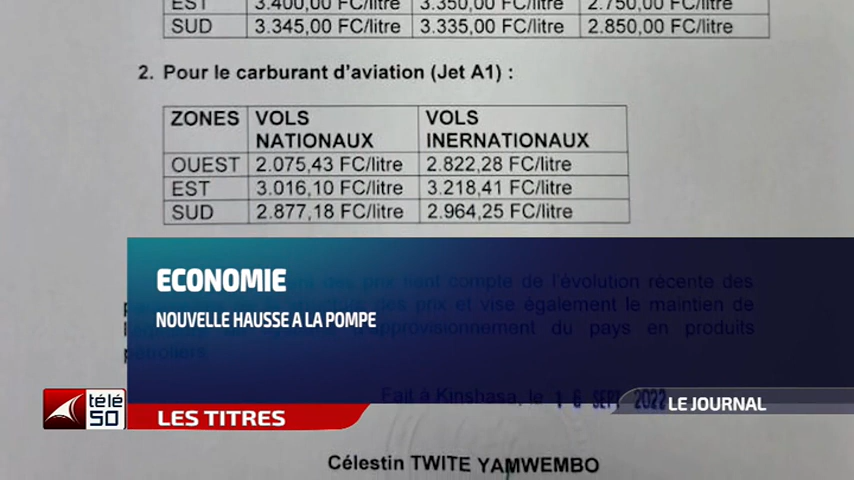 EST 3.400,00 FC/litre 3.350,00 FC/litre 2.750,00 FC/litre
SUD 3.345,00 FC/litre 3.335,00 FC/litre 2.850,00 FC/litre
2. Pour le carburant d'aviation (Jet A1) :
ZONES VOLS NATIONAUX VOLS INERNATIONAUX
OUEST 2.075,43 FC/litre 2.822,28 FC/litre
EST 3.016,10 FC/litre 3.218,41 FC/litre
SUD 2.877,18 FC/litre 2.964,25 FC/litre
ECONOMIE
des prix tient compte de l'évolution récente des
des prix et vise également le maintien de
NOUVELLE HAUSSE A LA POMPE
d'approvisionnement du pays en produits
pétroliers
Fait à Kinshasa, le 16 SEPT 2022
télé 50
LES TITRES
LE JOURNAL
Célestin TWITE YAMWEMBO